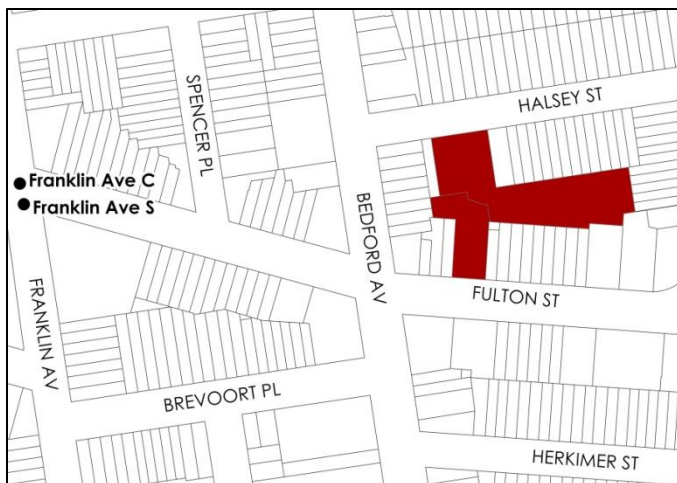 HALSEY ST
SPENCER PL
Franklin Ave C
Franklin Ave S
BEDFORD AV
FULTON ST
FRANKLIN AV
BREVOORT PL
HERKIMER ST